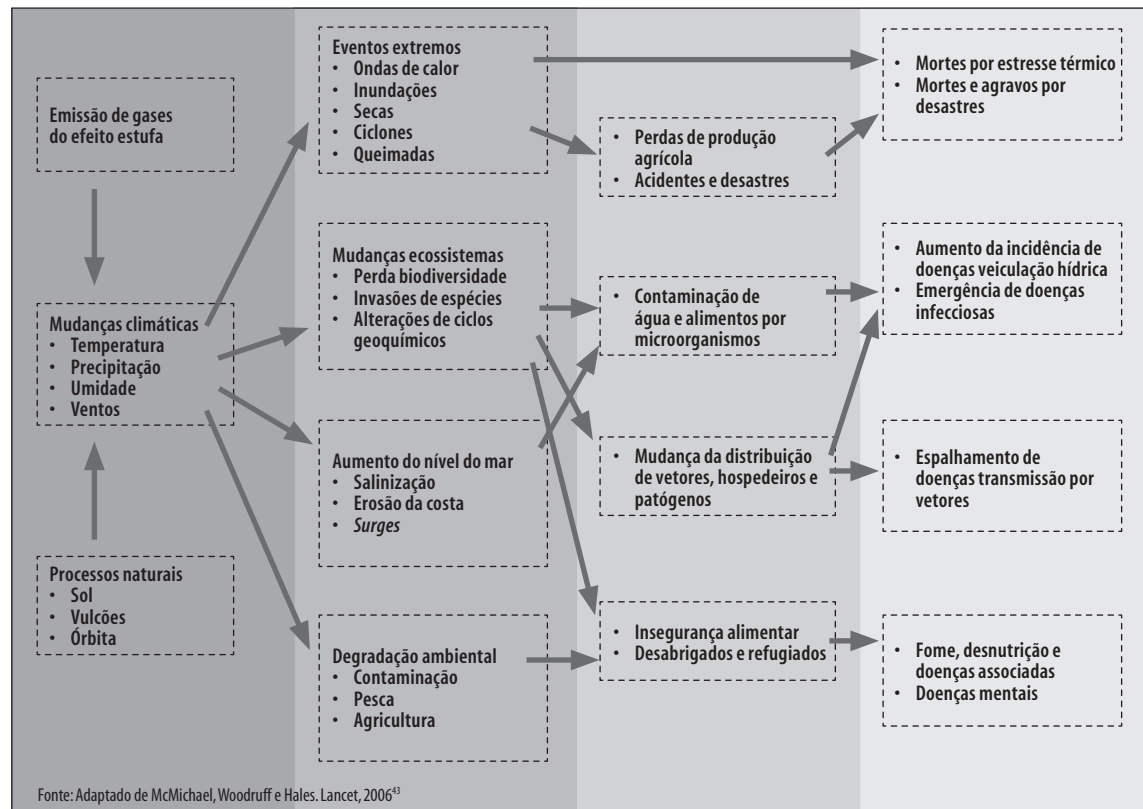 Emissão de gases
do efeito estufa
Mudanças climáticas
• Temperatura
• Precipitação
• Umidade
• Ventos
Processos naturais
• Sol
• Vulcões
• Órbita
Eventos extremos
• Ondas de calor
• Inundações
• Secas
• Ciclones
• Queimadas
Mudanças ecossistemas
• Perda biodiversidade
• Invasões de espécies
• Alterações de ciclos
geoquímicos
Aumento do nível do mar
• Salinização
• Erosão da costa
• Surges
Degradação ambiental
• Contaminação
• Pesca
• Agricultura
• Perdas de produção
agrícola
• Acidentes e desastres
• Contaminação de
água e alimentos por
microorganismos
• Mudança da distribuição
de vetores, hospedeiros e
patógenos
• Insegurança alimentar
• Desabrigados e refugiados
• Mortes por estresse térmico
• Mortes e agravos por
desastres
• Aumento da incidência de
doenças veiculação hídrica
• Emergência de doenças
infecciosas
• Espalhamento de
doenças transmissão por
vetores
• Fome, desnutrição e
doenças associadas
• Doenças mentais
Fonte: Adaptado de McMichael, Woodruff e Hales. Lancet, 2006⁴³